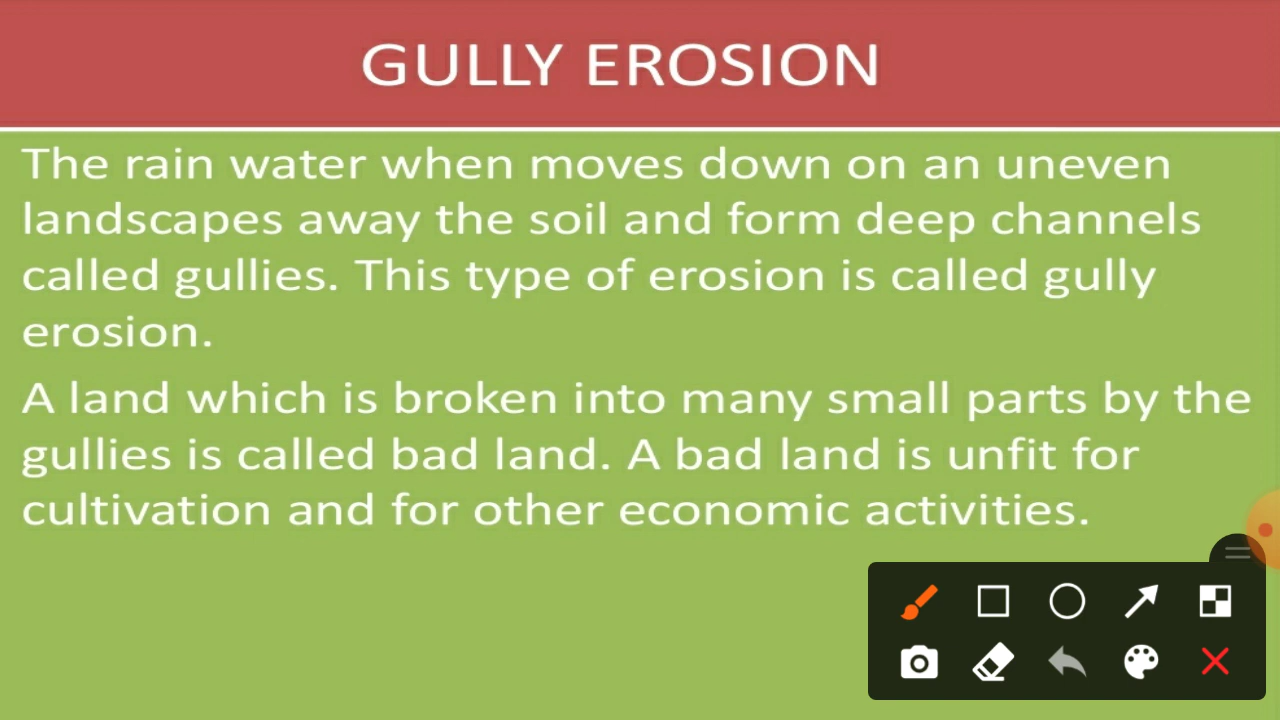 GULLY EROSION
The rain water when moves down on an uneven
landscapes away the soil and form deep channels
called gullies. This type of erosion is called gully
erosion.
A land which is broken into many small parts by the
gullies is called bad land. A bad land is unfit for
cultivation and for other economic activities.